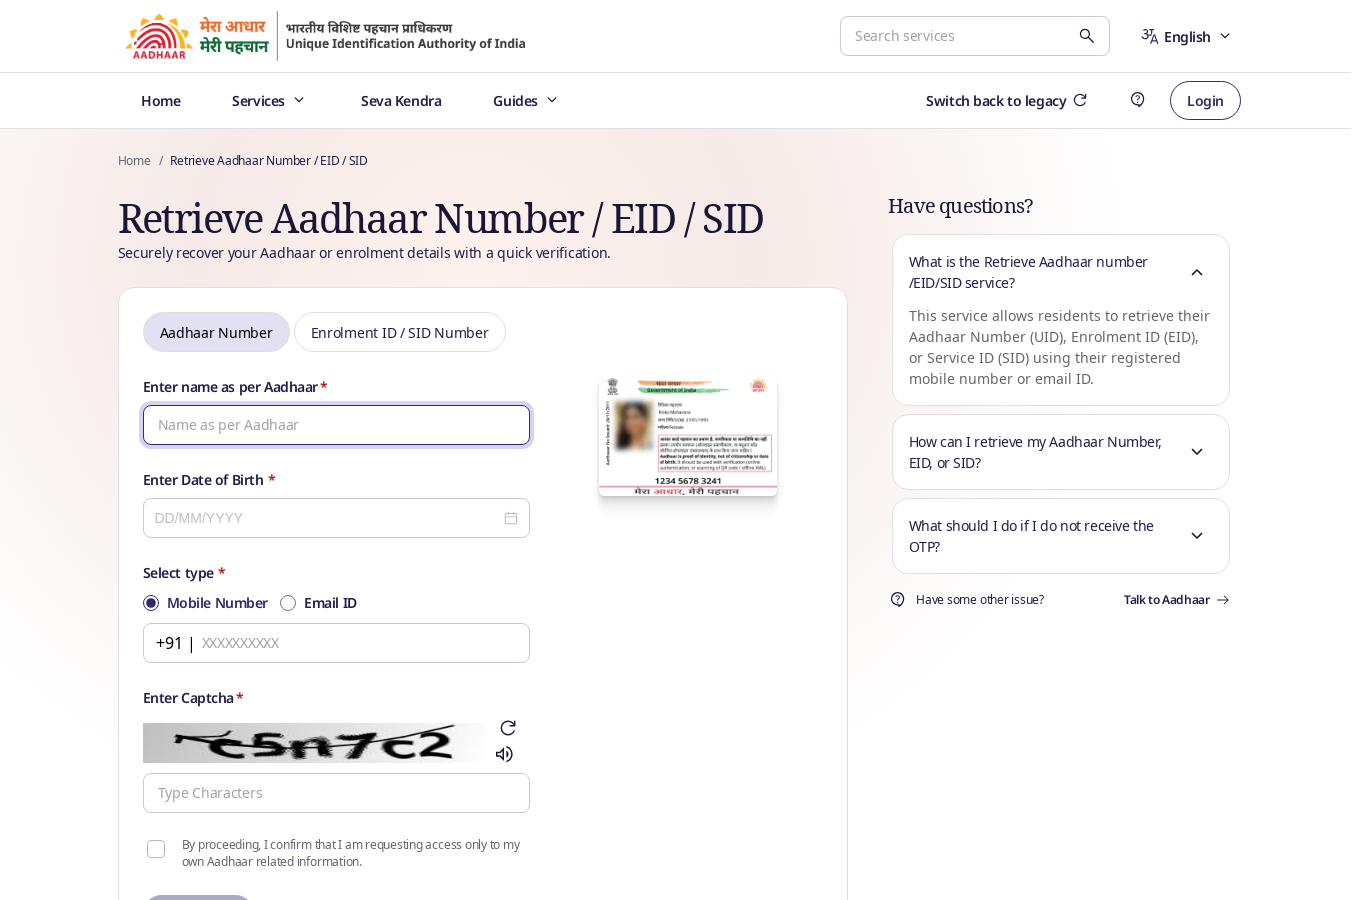 मेरा आधार
मेरी पहचान
AADHAAR
भारतीय विशिष्ट पहचान प्राधिकरण
Unique Identification Authority of India
Search services
English
Home
Services
Seva Kendra
Guides
Switch back to legacy
Login
Home / Retrieve Aadhaar Number / EID / SID
Retrieve Aadhaar Number / EID / SID
Securely recover your Aadhaar or enrolment details with a quick verification.
Aadhaar Number
Enrolment ID / SID Number
Enter name as per Aadhaar*
Name as per Aadhaar
Enter Date of Birth *
DD/MM/YYYY
Select type *
Mobile Number
Email ID
+91 | XXXXXXXXXX
Enter Captcha*
c5n7c2
Type Characters
By proceeding, I confirm that I am requesting access only to my
own Aadhaar related information.
भारत सरकार
Government of India
1234 5678 3241
मेरा आधार, मेरी पहचान
Have questions?
What is the Retrieve Aadhaar number
/EID/SID service?
This service allows residents to retrieve their
Aadhaar Number (UID), Enrolment ID (EID),
or Service ID (SID) using their registered
mobile number or email ID.
How can I retrieve my Aadhaar Number,
EID, or SID?
What should I do if I do not receive the
OTP?
Have some other issue?
Talk to Aadhaar